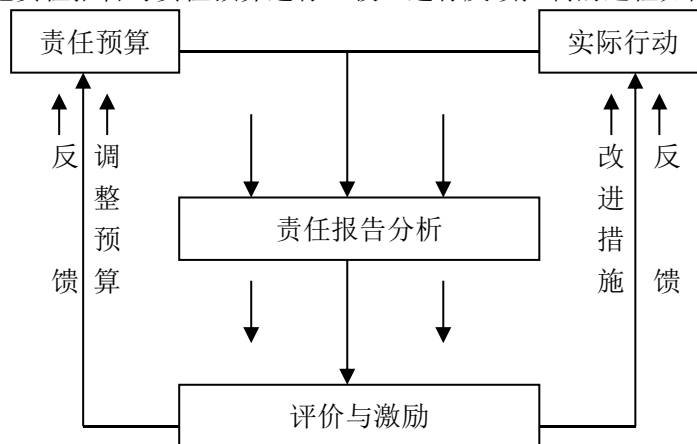 责任预算
实际行动
反馈
调整预算
改进措施
反馈
责任报告分析
评价与激励